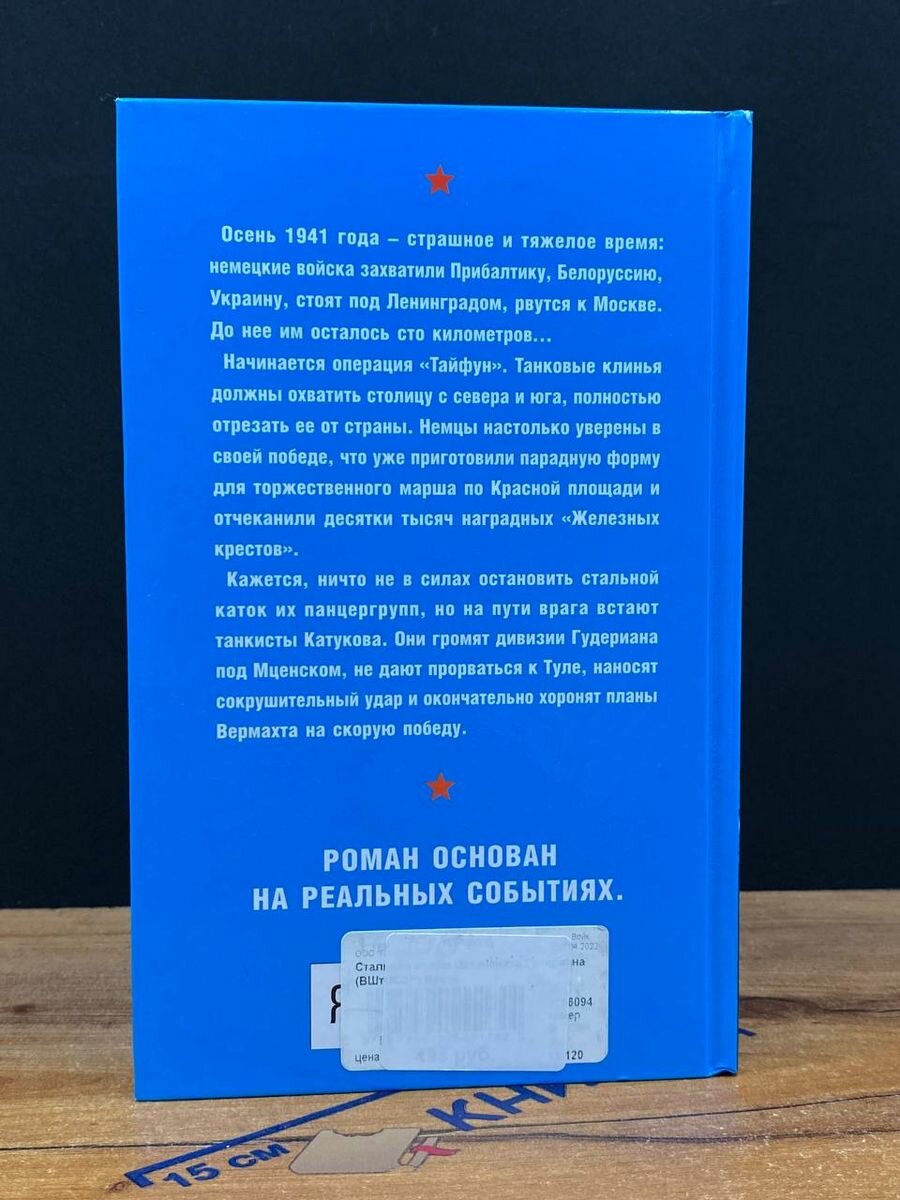 Осень 1941 года – страшное и тяжелое время:
немецкие войска захватили Прибалтику, Белоруссию,
Украину, стоят под Ленинградом, рвутся к Москве.
До нее им осталось сто километров...
Начинается операция «Тайфун». Танковые клинья
должны охватить столицу с севера и юга, полностью
отрезать ее от страны. Немцы настолько уверены в
своей победе, что уже приготовили парадную форму
для торжественного марша по Красной площади и
отчеканили десятки тысяч наградных «Железных
крестов».
Кажется, ничто не в силах остановить стальной
каток их панцергрупп, но на пути врага встают
танкисты Катукова. Они громят дивизии Гудериана
под Мценском, не дают прорваться к Туле, наносят
сокрушительный удар и окончательно хоронят планы
Вермахта на скорую победу.
РОМАН ОСНОВАН
НА РЕАЛЬНЫХ СОБЫТИЯХ.
ООО
цена
120
15 см